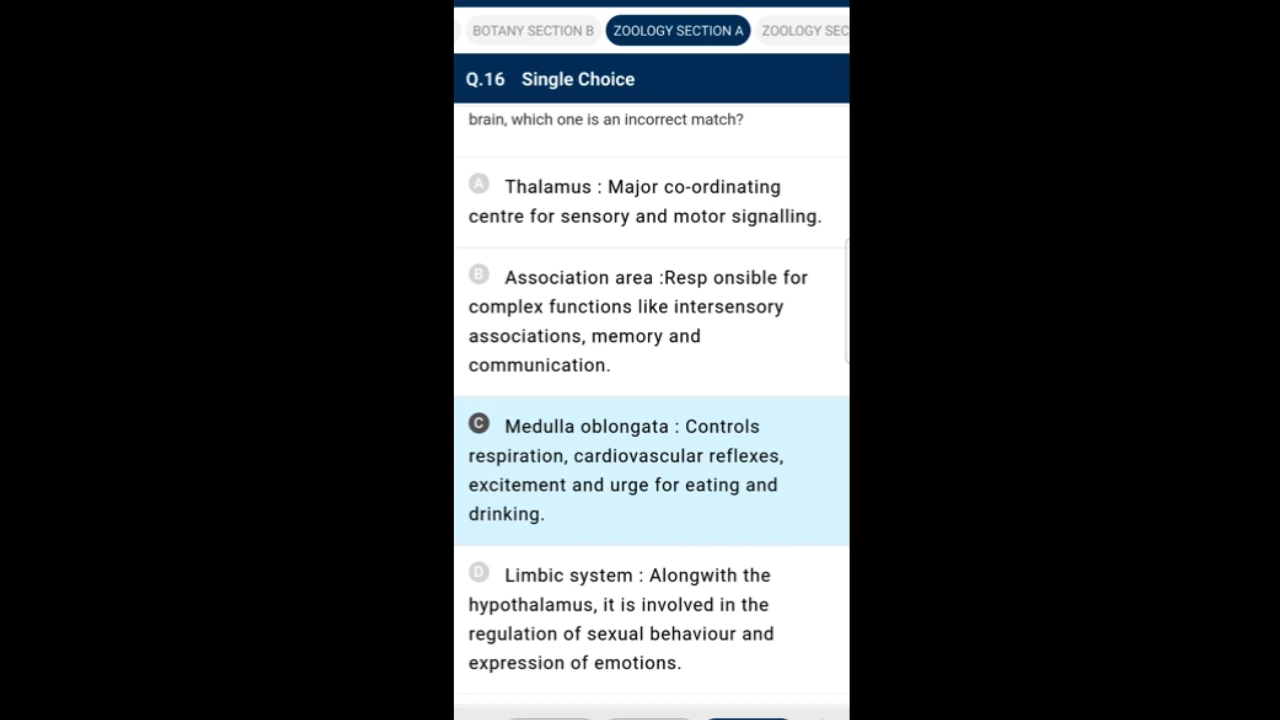 BOTANY SECTION B ZOOLOGY SECTION A ZOOLOGY SEC
Q.16 Single Choice
brain, which one is an incorrect match?
A Thalamus : Major co-ordinating
centre for sensory and motor signalling.
B Association area :Resp onsible for
complex functions like intersensory
associations, memory and
communication.
C Medulla oblongata : Controls
respiration, cardiovascular reflexes,
excitement and urge for eating and
drinking.
D Limbic system : Alongwith the
hypothalamus, it is involved in the
regulation of sexual behaviour and
expression of emotions.